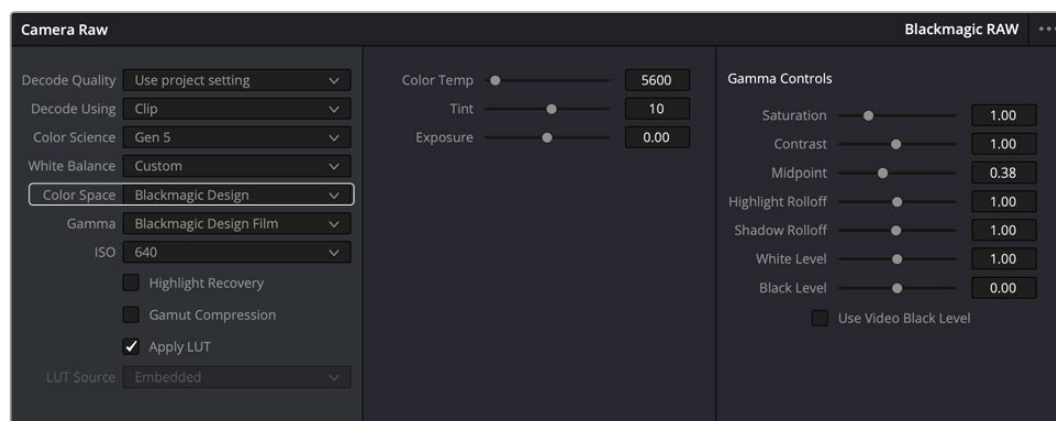 Camera Raw
Blackmagic RAW
Decode Quality Use project setting
Decode Using Clip
Color Science Gen 5
White Balance Custom
Color Space Blackmagic Design
Gamma Blackmagic Design Film
ISO 640
Highlight Recovery
Gamut Compression
Apply LUT
LUT Source Embedded
Color Temp 5600
Tint 10
Exposure 0.00
Gamma Controls
Saturation 1.00
Contrast 1.00
Midpoint 0.38
Highlight Rolloff 1.00
Shadow Rolloff 1.00
White Level 1.00
Black Level 0.00
Use Video Black Level